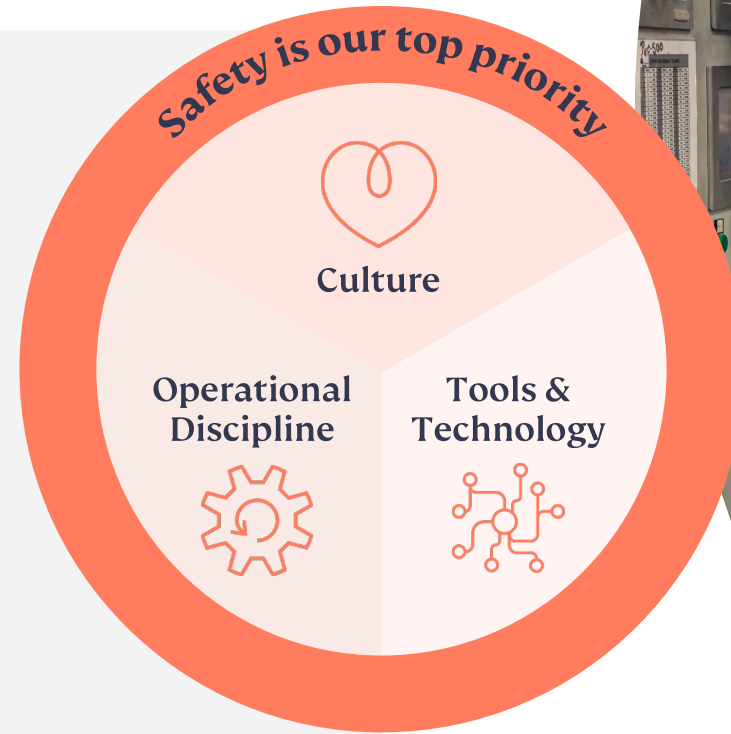 Safety is our top priority
Culture
Operational
Discipline
Tools &
Technology